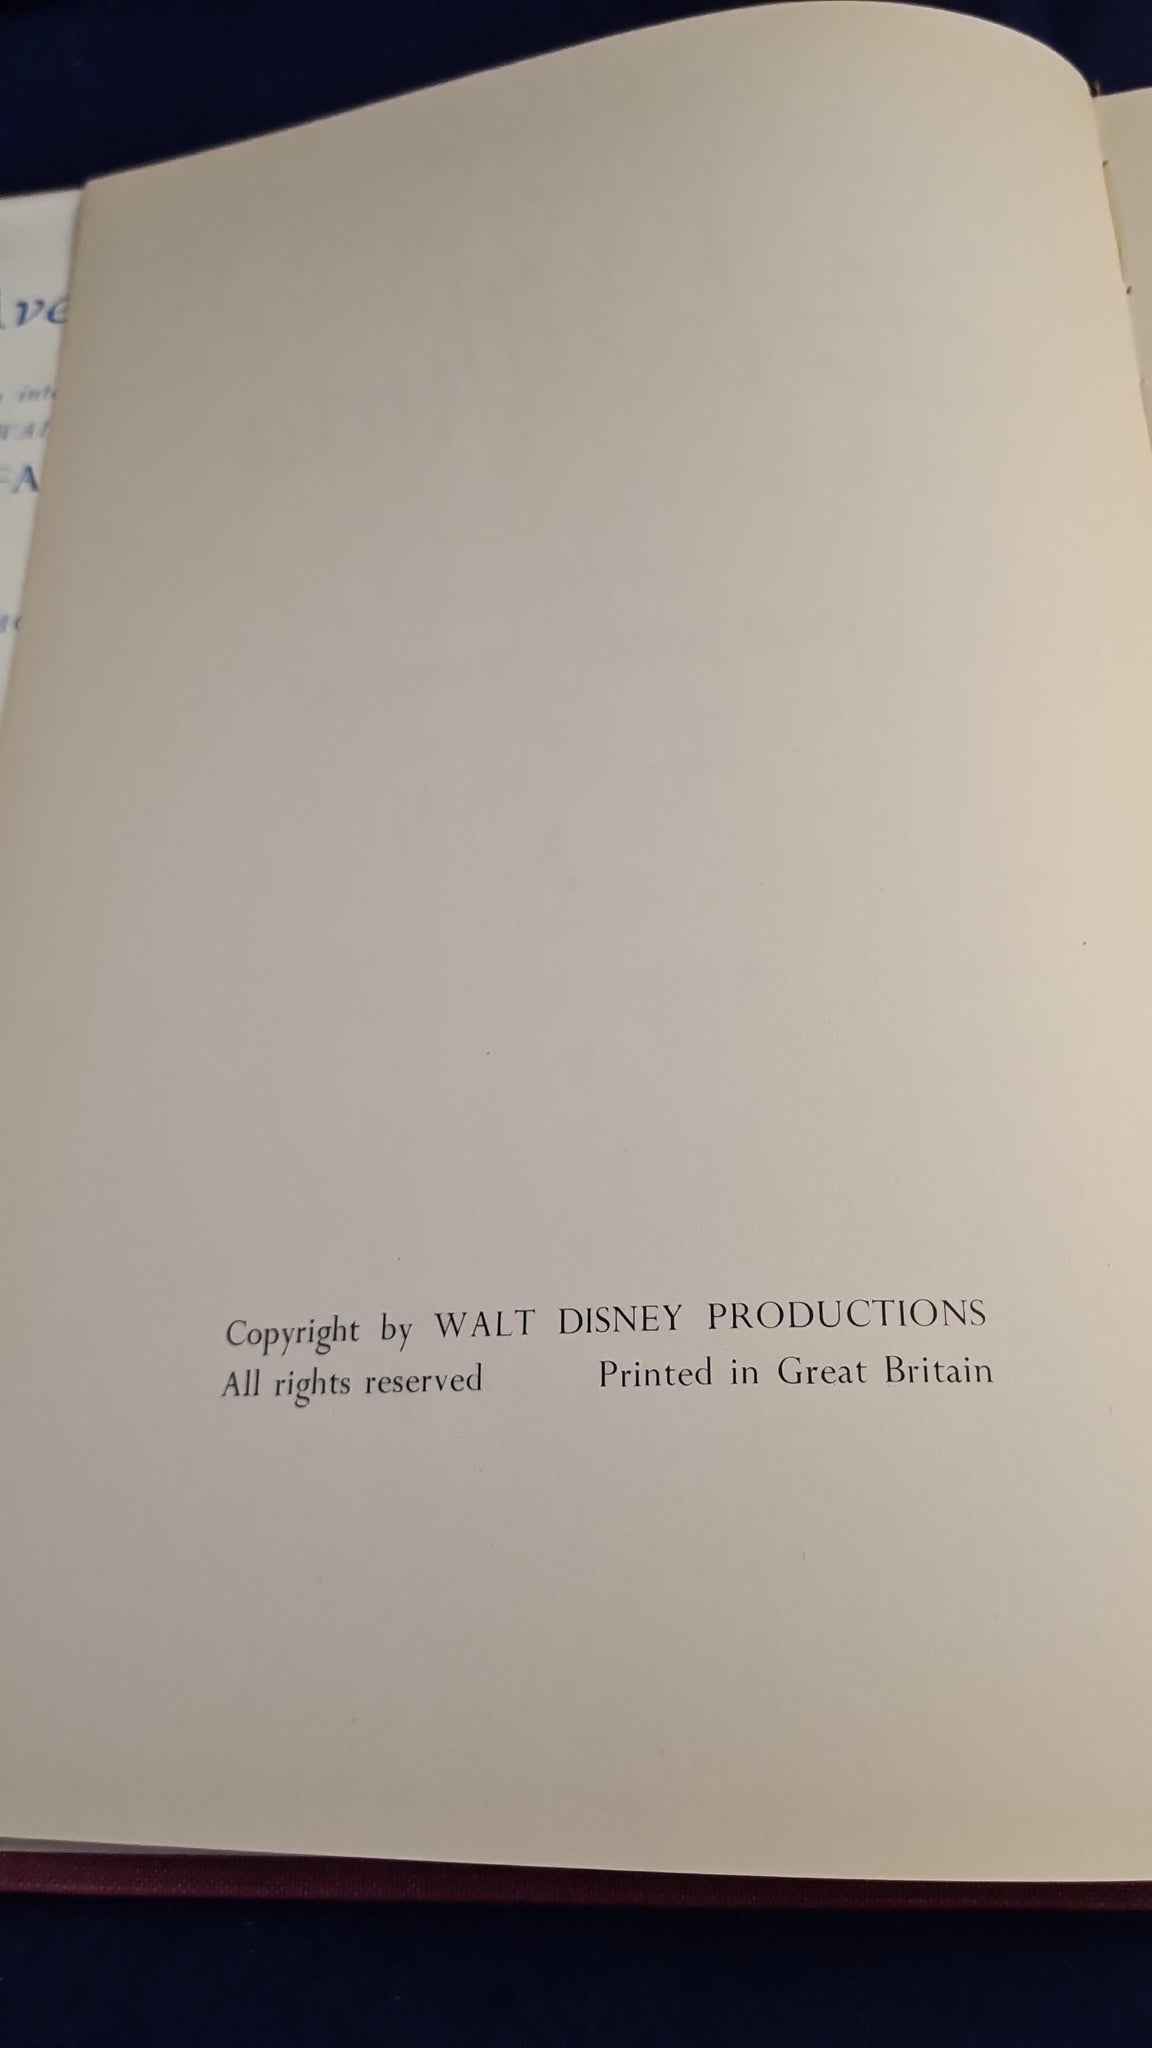 Copyright by WALT DISNEY PRODUCTIONS
All rights reserved Printed in Great Britain